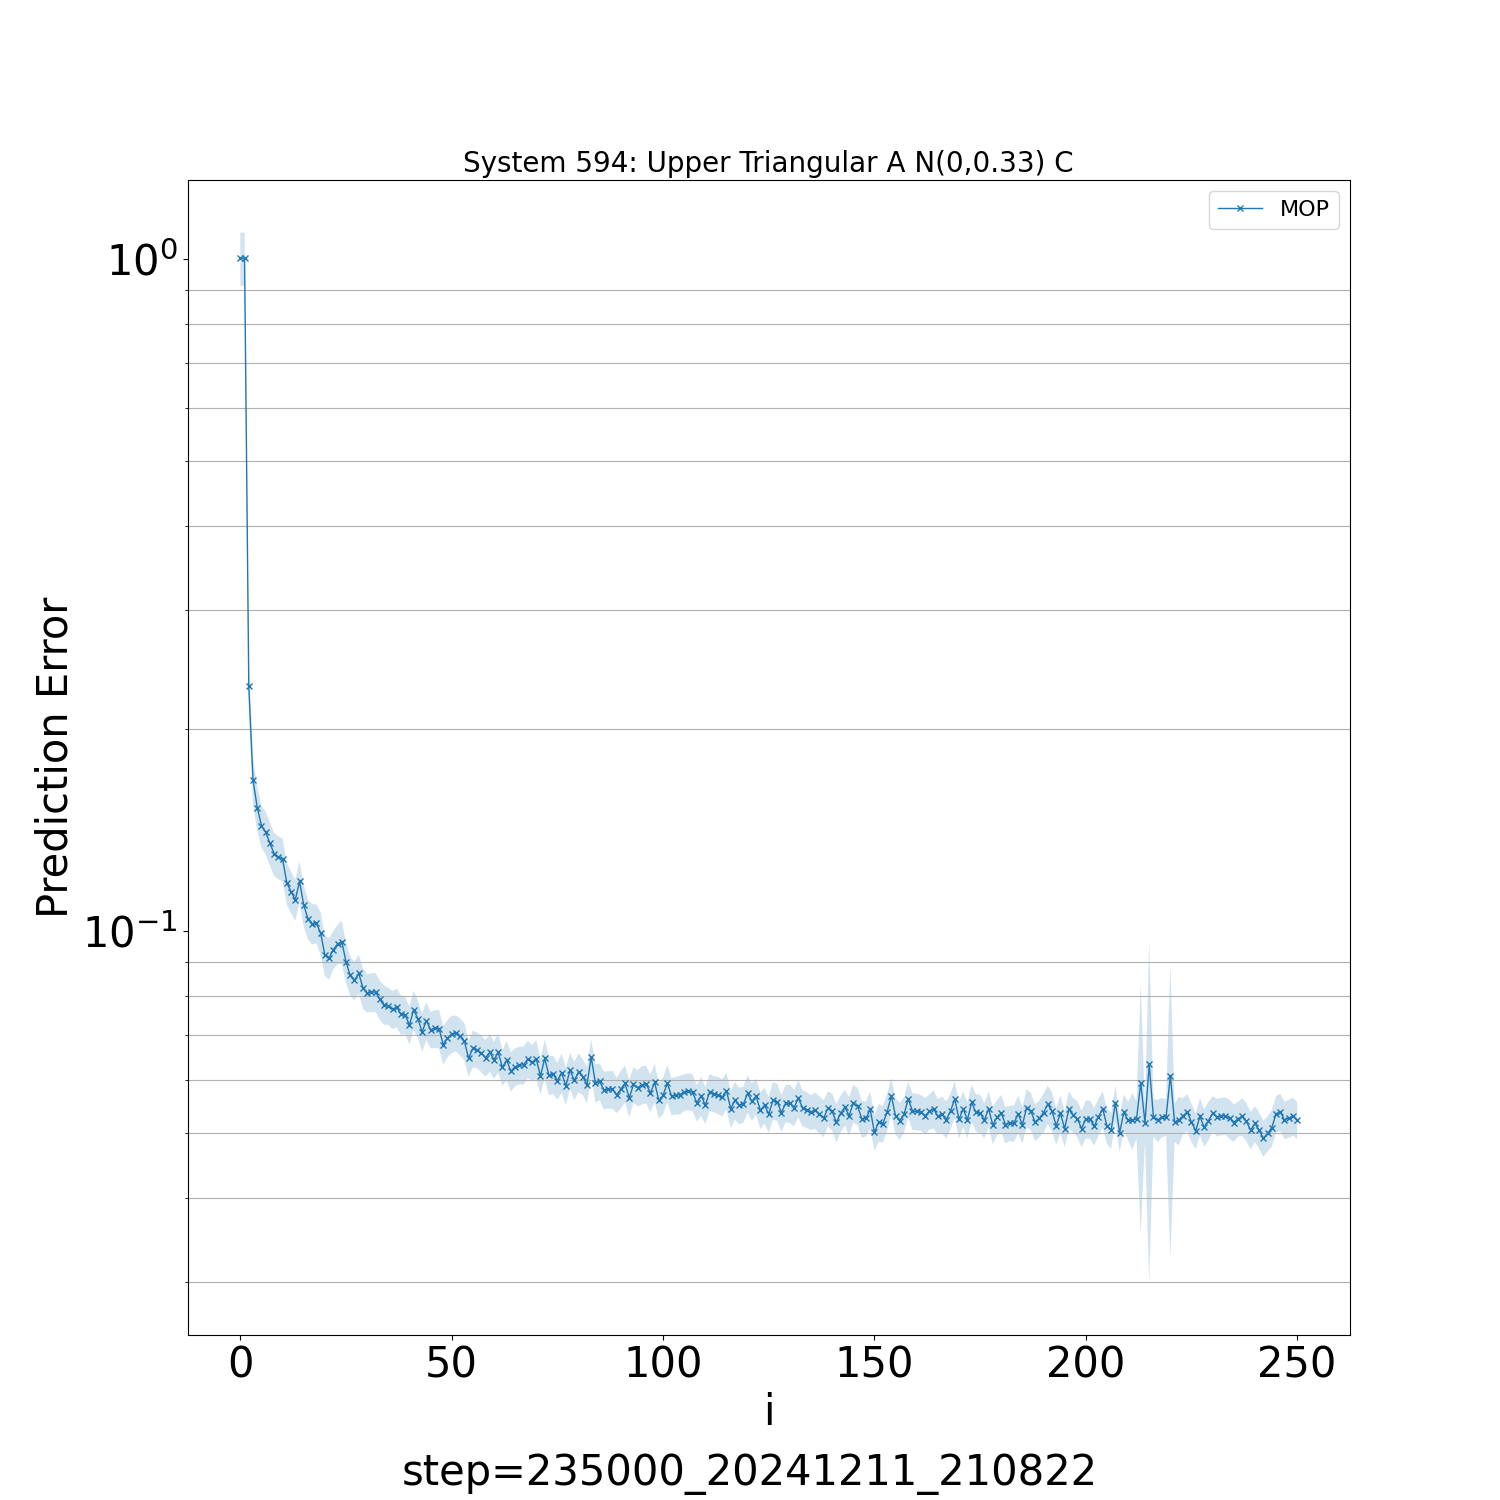 System 594: Upper Triangular A N(0,0.33) C
MOP
10⁰
10⁻¹
Prediction Error
0 50 100 150 200 250
i
step=235000_20241211_210822